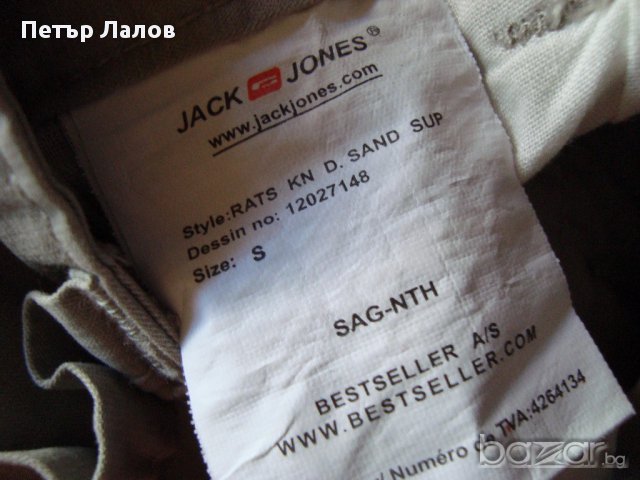 Петър Лалов
JACK JONES®
www.jackjones.com
Style:RATS KN D. SAND SUP
Dessin no: 12027148
Size: S
SAG-NTH
BESTSELLER A/S
WWW.BESTSELLER.COM
Numéro TVA:4264134
bazar.bg